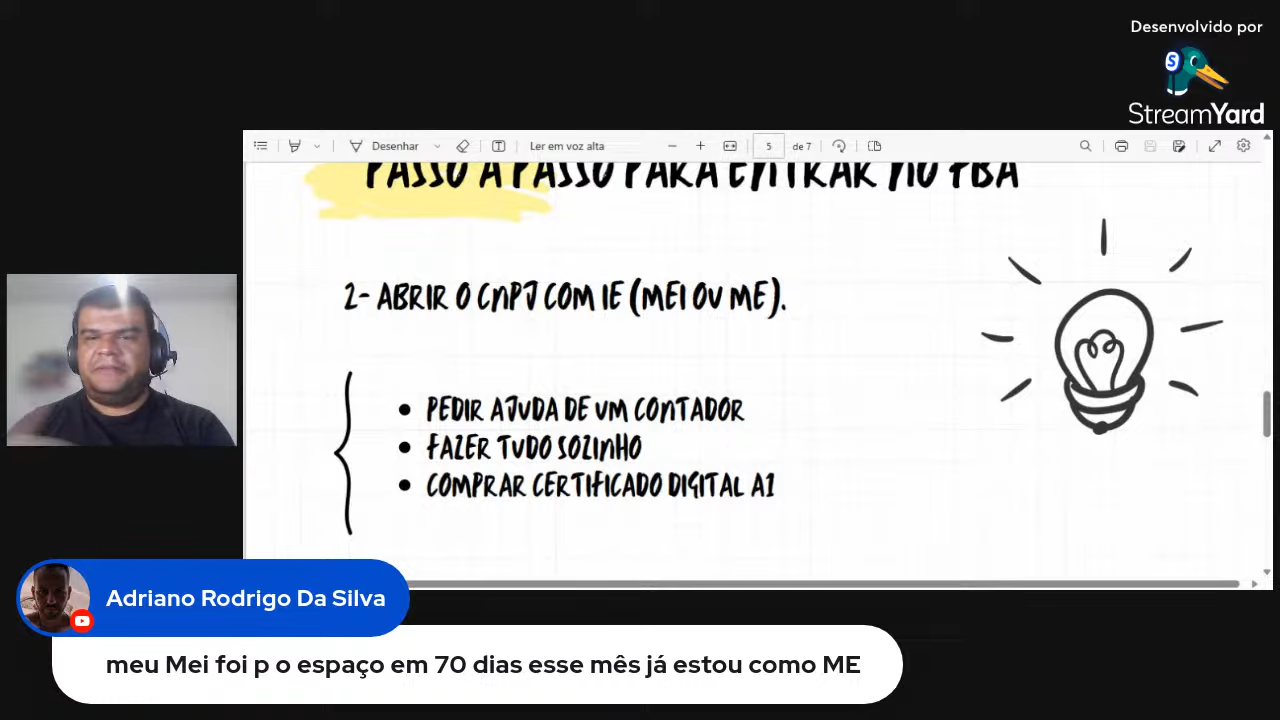 Desenvolvido por
StreamYard
Desenhar
Ler em voz alta
5
de 7
PASSO A PASSO PARA ENTRAR NO FBA
2- ABRIR O CNPJ COM IE (MEI OU ME).
• PEDIR AJUDA DE UM CONTADOR
• FAZER TUDO SOZINHO
• COMPRAR CERTIFICADO DIGITAL A1
Adriano Rodrigo Da Silva
meu Mei foi p o espaço em 70 dias esse mês já estou como ME